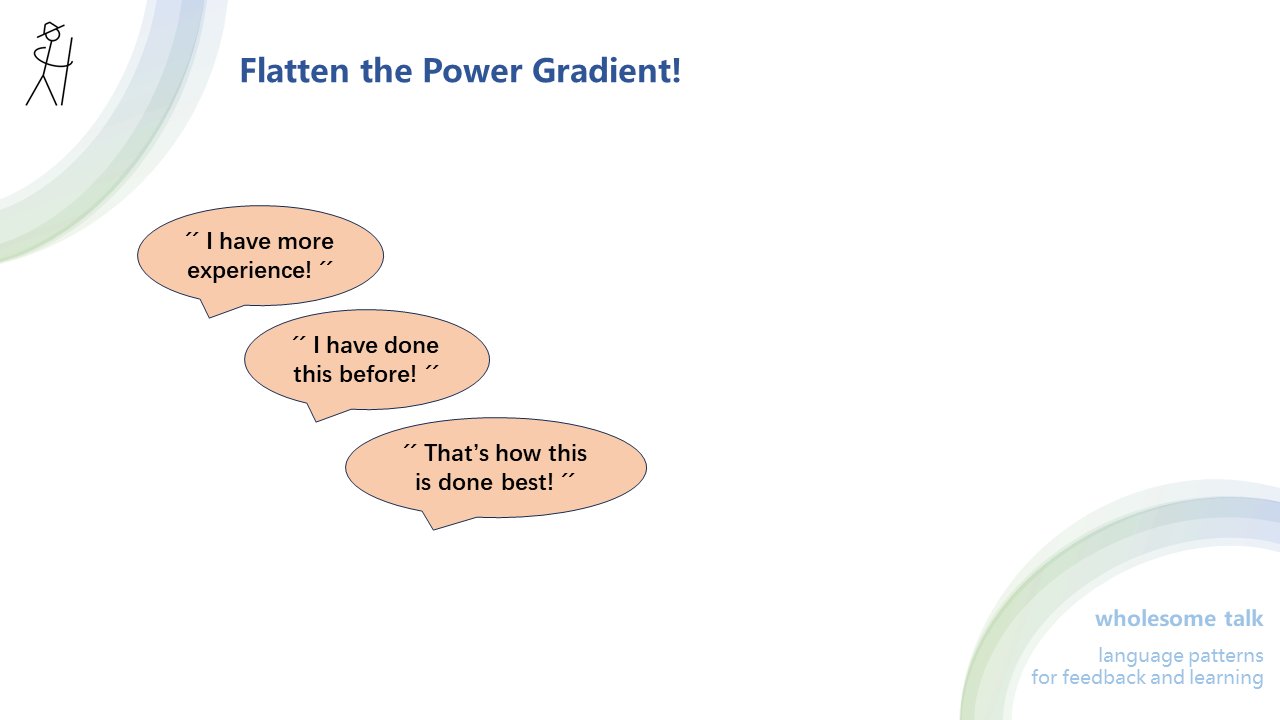 Flatten the Power Gradient!
´´ I have more
experience! ´´
´´ I have done
this before! ´´
´´ That’s how this
is done best! ´´
wholesome talk
language patterns
for feedback and learning